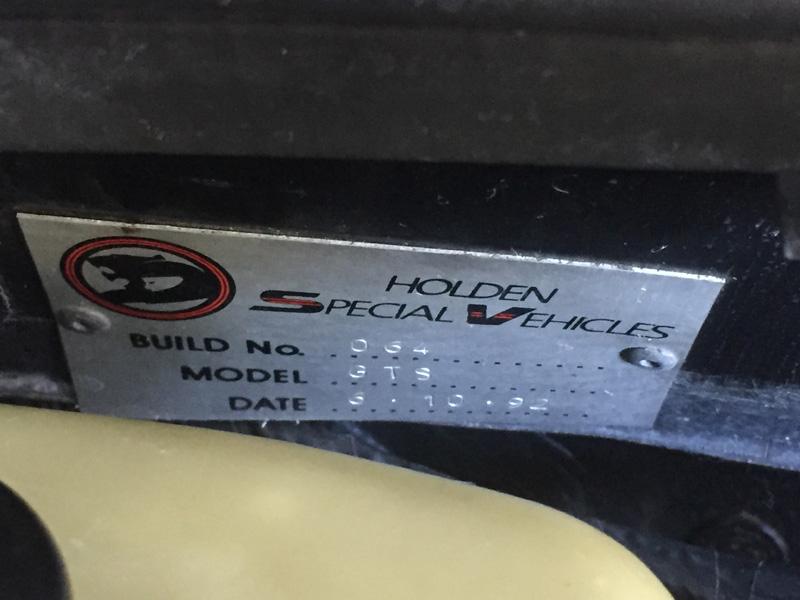 HOLDEN
SPECIAL VEHICLES
BUILD No. 064
MODEL GTS
DATE 6.10.92